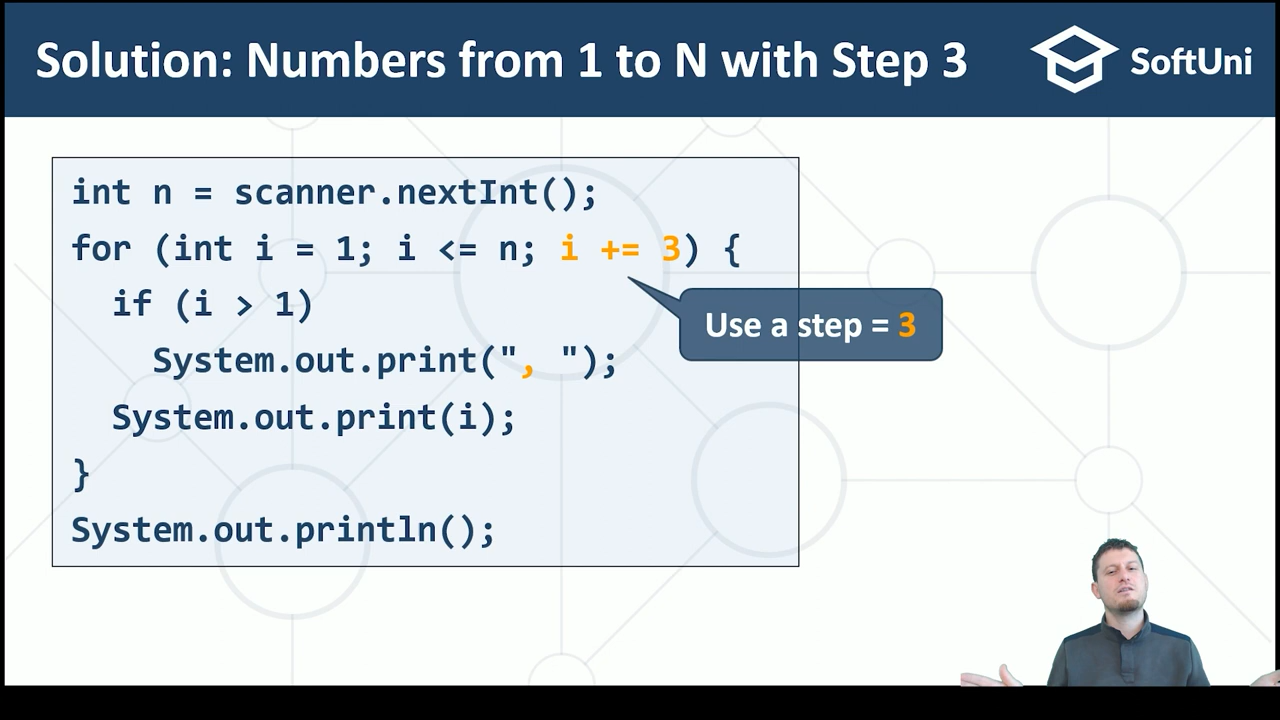 Solution: Numbers from 1 to N with Step 3
SoftUni
int n = scanner.nextInt();
for (int i = 1; i <= n; i += 3) {
  if (i > 1)
    System.out.print(", ");
  System.out.print(i);
}
System.out.println();
Use a step = 3